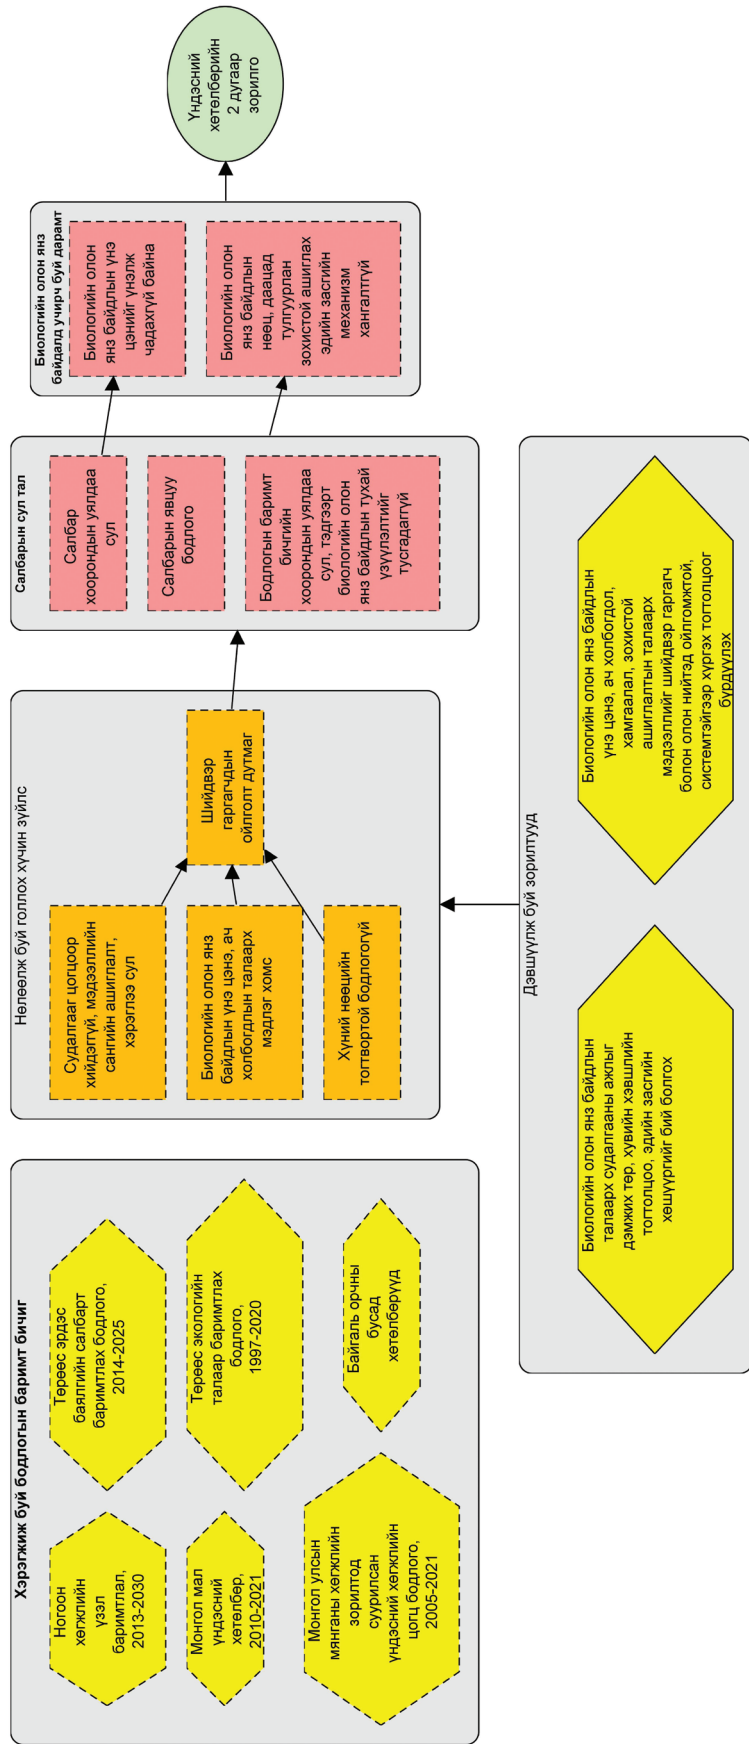 Хэрэгжиж буй бодлогын баримт бичиг
Ногоон
хөгжлийн
үзэл
баримтлал,
2013-2030
Төрөөс эрдэс
баялгийн салбарт
баримтлах бодлого,
2014-2025
Монгол мал
үндэсний
хөтөлбөр,
2010-2021
Төрөөс экологийн
талаар баримтлах
бодлого,
1997-2020
Монгол улсын
мянганы хөгжлийн
зорилтод
суурилсан
үндэсний хөгжлийн
цогц бодлого,
2005-2021
Байгаль орчны
бусад
хөтөлбөрүүд
Нөлөөлж буй голлох хүчин зүйлс
Судалгааг цогцоор
хийдэггүй, мэдээллийн
сангийн ашиглалт,
хэрэглээ сул
Биологийн олон янз
байдлын үнэ цэнэ, ач
холбогдлын талаарх
мэдлэг хомс
Хүний нөөцийн
тогтвортой бодлогогүй
Шийдвэр
гаргагчдын
ойлголт дутмаг
Салбарын сул тал
Салбар
хоорондын уялдаа
сул
Салбарын явцуу
бодлого
Бодлогын баримт
бичгийн
хоорондын уялдаа
сул, тэдгээрт
биологийн олон
янз байдлын тухай
үзүүлэлтийг
тусгадаггүй
Биологийн олон янз
байдалд учирч буй дарамт
Биологийн олон
янз байдлын үнэ
цэнийг үнэлж
чадахгүй байна
Биологийн олон
янз байдлын
нөөц, даацад
тулгуурлан
зохистой ашиглах
эдийн засгийн
механизм
хангалтгүй
Үндэсний
хөтөлбөрийн
2 дугаар
зорилго
Дэвшүүлж буй зорилтууд
Биологийн олон янз байдлын
талаарх судалгааны ажлыг
дэмжих төр, хувийн хэвшлийн
тогтолцоо, эдийн засгийн
хөшүүргийг бий болгох
Биологийн олон янз байдлын
үнэ цэнэ, ач холбогдол,
хамгаалал, зохистой
ашиглалтын талаарх
мэдээллийг шийдвэр гаргагч
болон олон нийтэд ойлгомжтой,
системтэйгээр хүргэх тогтолцоог
бүрдүүлэх